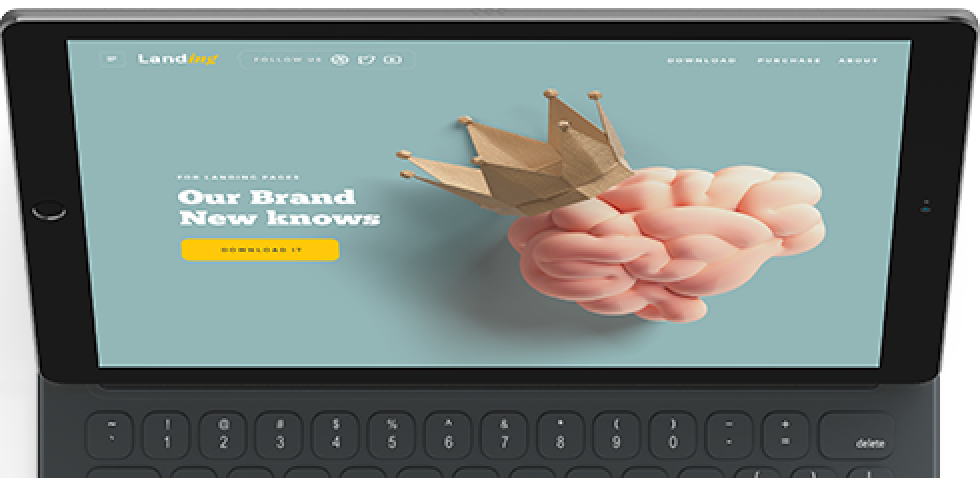 Landing FOLLOW US DOWNLOAD PURCHASE ABOUT
FOR LANDING PAGES
Our Brand
New knows
DOWNLOAD IT
~ ! @ # $ % ^ & * ( ) _ +
` 1 2 3 4 5 6 7 8 9 0 - = delete
{ } |